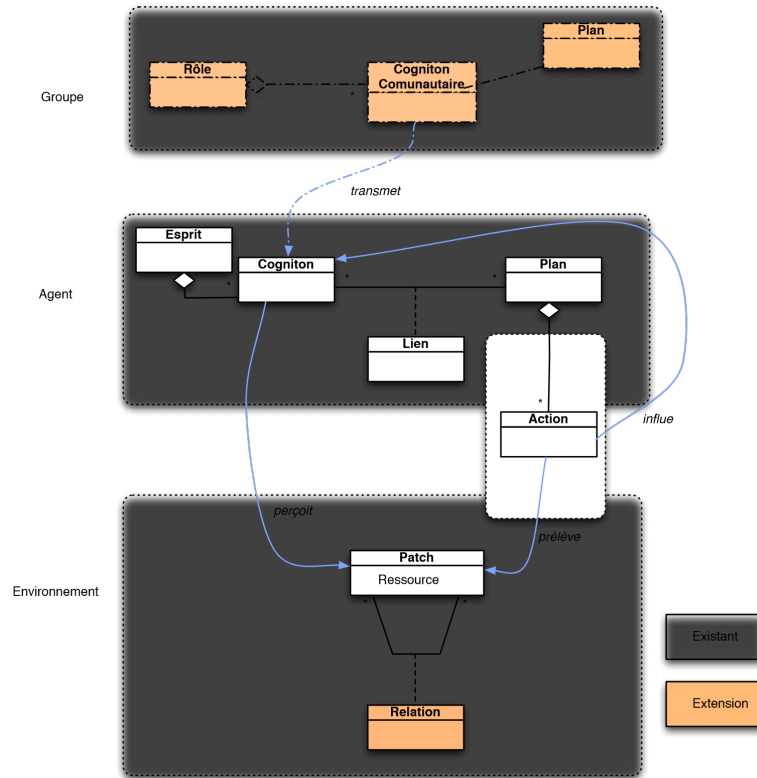 Plan
Rôle
Cogniton
Comunautaire
*
Groupe
transmet
Esprit
Cogniton
Plan
*
*
*
Agent
Lien
*
Action
influe
perçoit
prélève
Patch
Ressource
*
*
Environnement
Existant
Extension
Relation